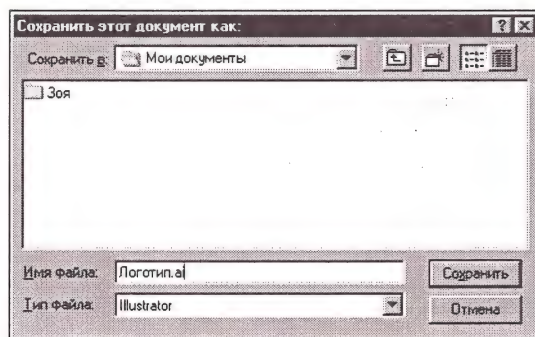 Сохранить этот документ как:
Сохранить в: Мои документы
Зоя
Имя файла: Логотип.ai Сохранить
Тип файла: Illustrator Отмена